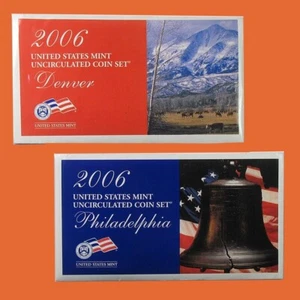 2006
UNITED STATES MINT
UNCIRCULATED COIN SET
Denver
UNITED STATES MINT
2006
UNITED STATES MINT
UNCIRCULATED COIN SET
Philadelphia
UNITED STATES MINT